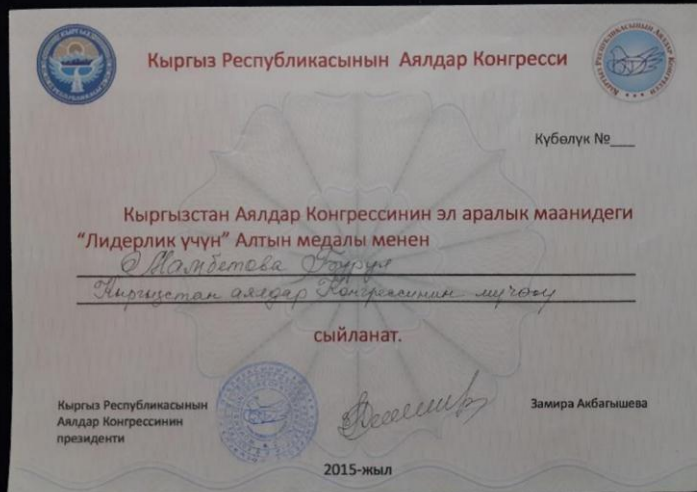 Кыргыз Республикасынын Аялдар Конгресси
Күбөлүк №___
Кыргызстан Аялдар Конгрессинин эл аралык маанидеги
“Лидерлик үчүн” Алтын медалы менен
Мамбетова
Кыргызстан аялдар Конгрессинин мүчөсү
сыйланат.
Кыргыз Республикасынын
Аялдар Конгрессинин
президенти
Замира Акбагышева
2015-жыл